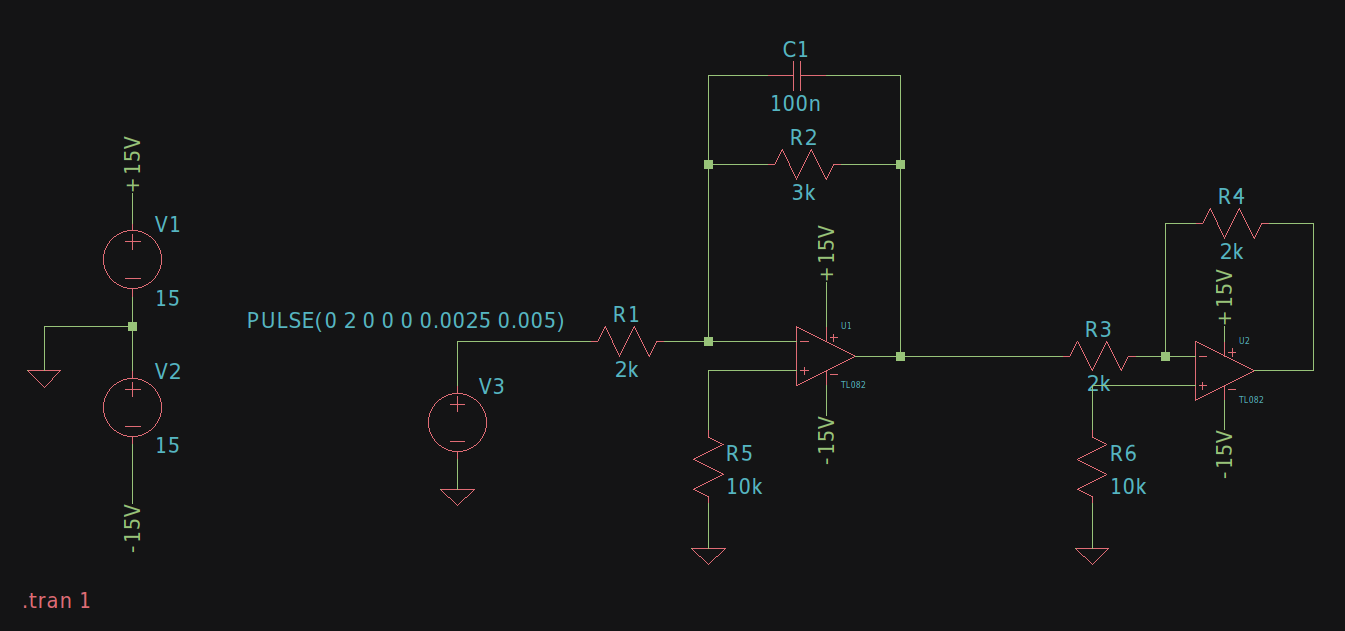 C1
100n
R2
3k
+15V
V1
15
V2
15
-15V
PULSE(0 2 0 0 0 0.0025 0.005)
V3
R1
2k
+15V
U1
TL082
-15V
R5
10k
R3
2k
R4
2k
+15V
U2
TL082
-15V
R6
10k
.tran 1